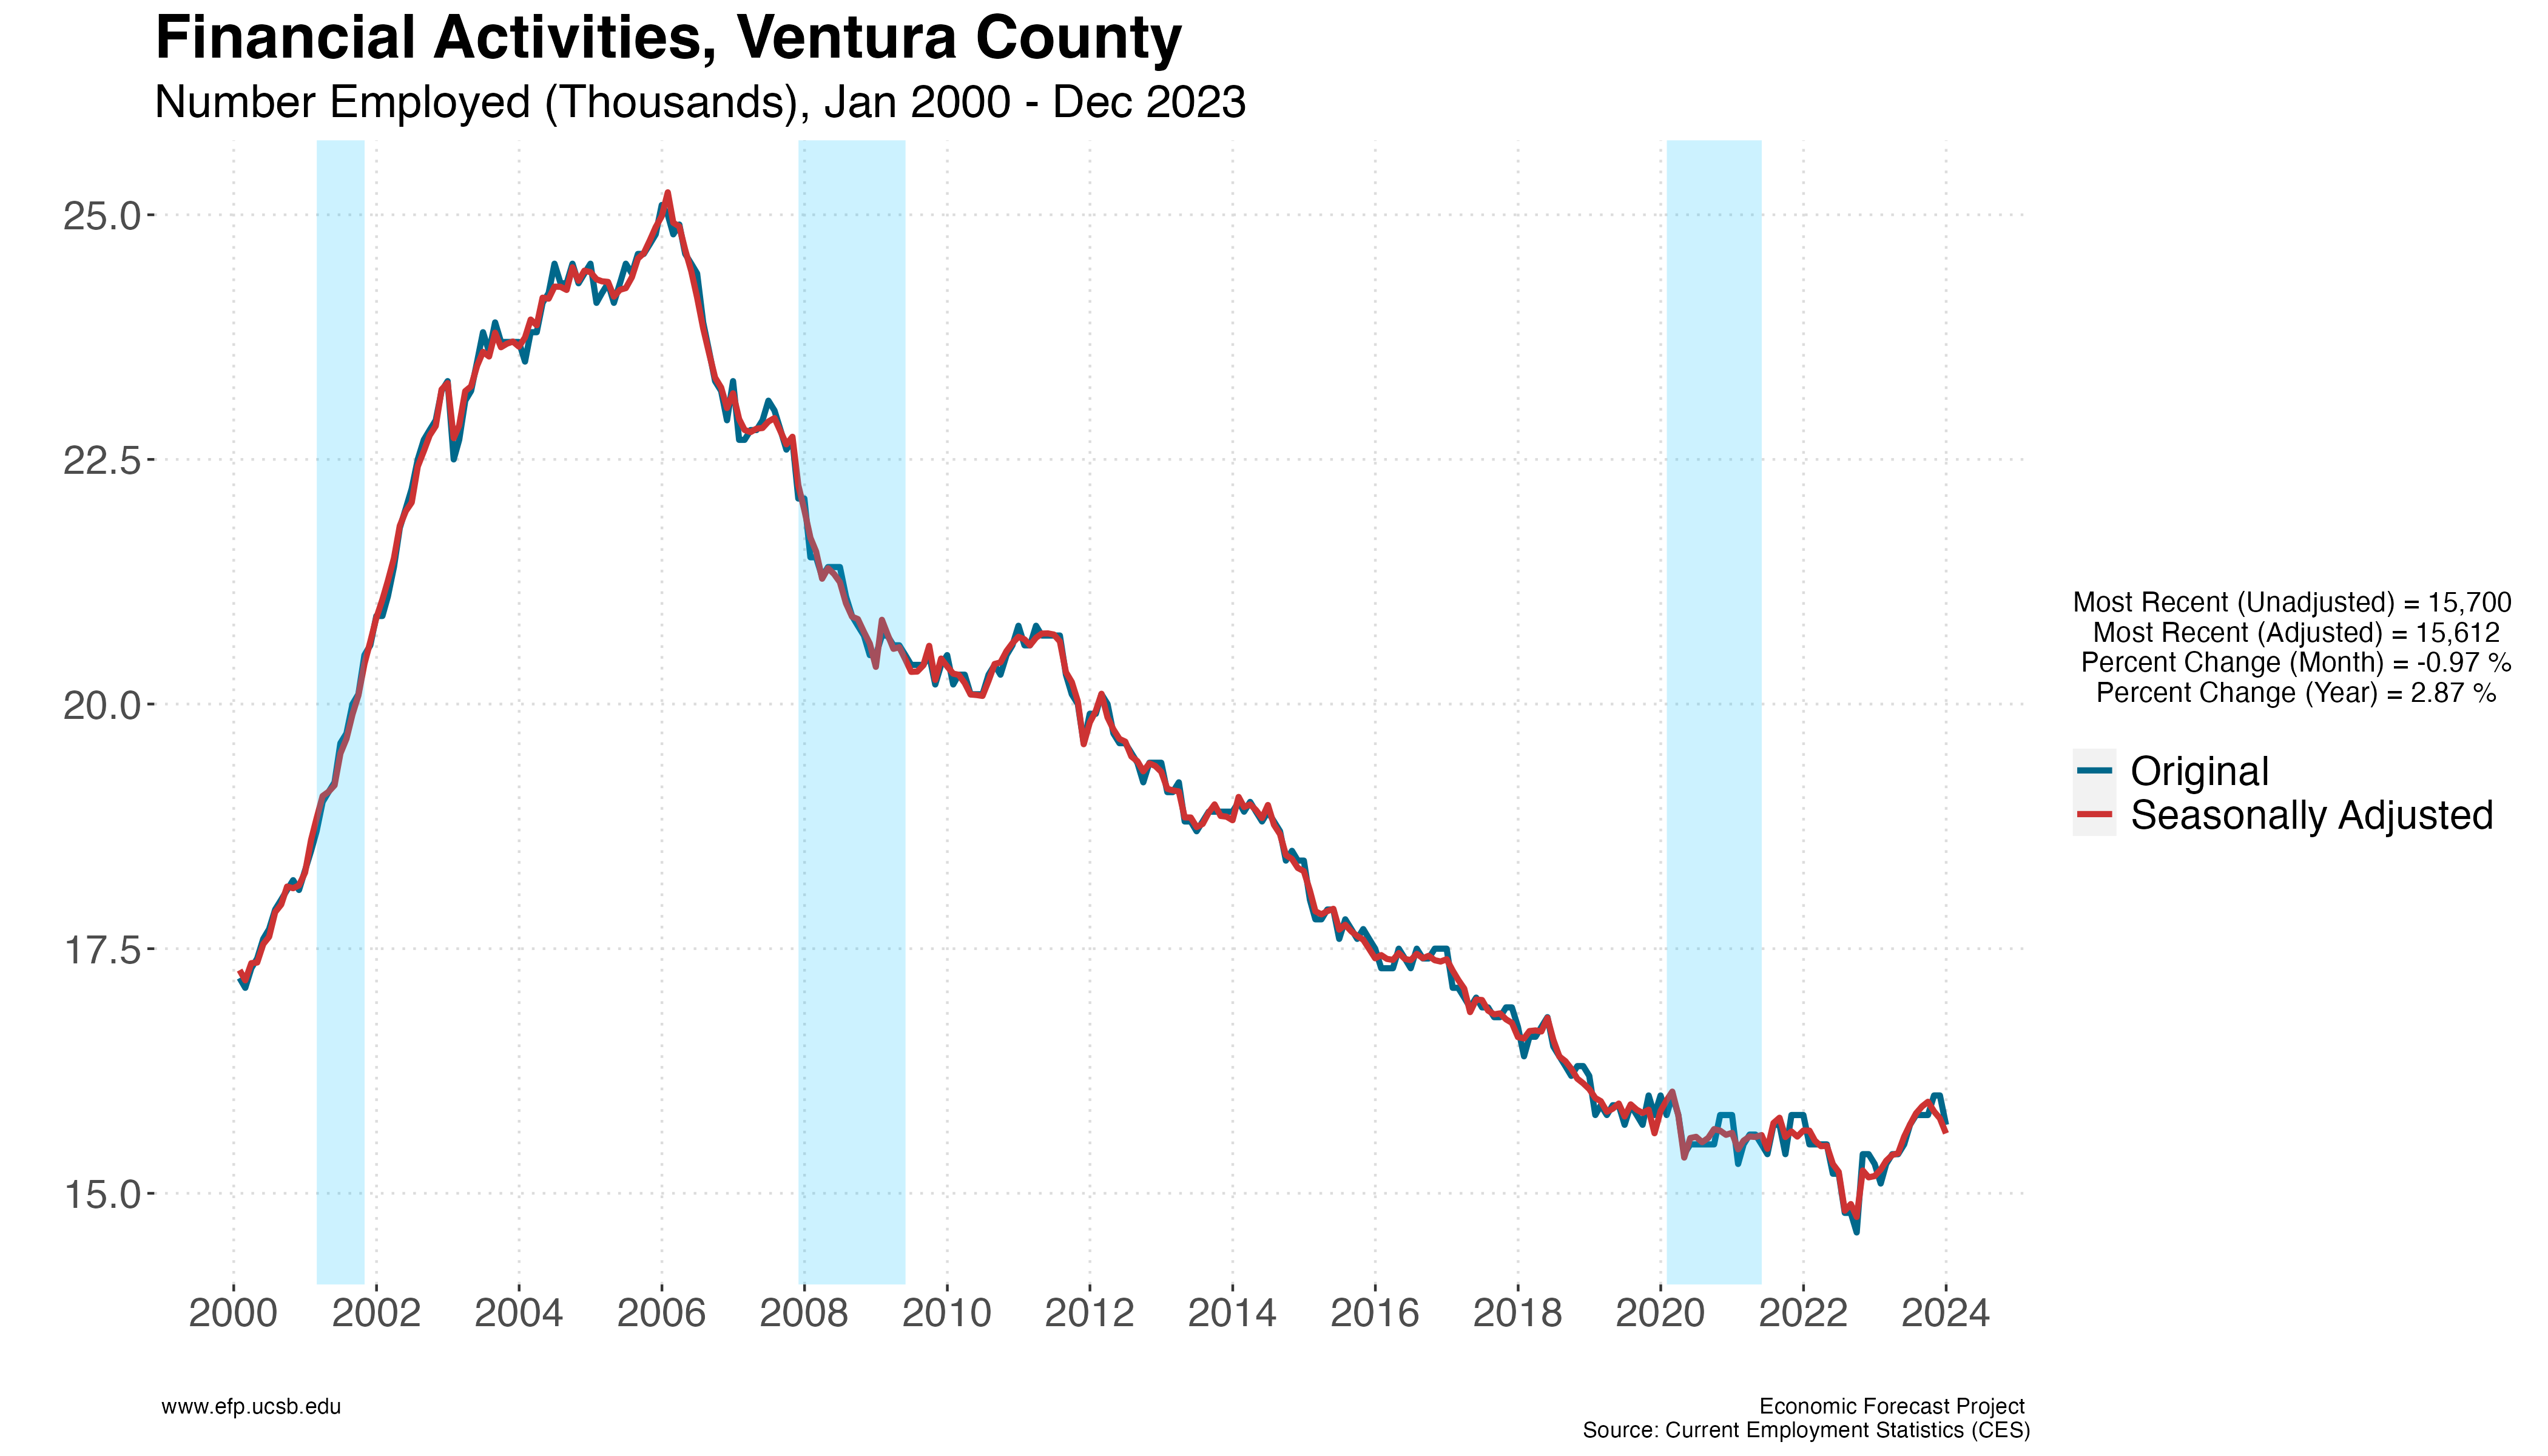 Financial Activities, Ventura County
Number Employed (Thousands), Jan 2000 - Dec 2023
25.0
22.5
20.0
17.5
15.0
2000 2002 2004 2006 2008 2010 2012 2014 2016 2018 2020 2022 2024
Most Recent (Unadjusted) = 15,700
Most Recent (Adjusted) = 15,612
Percent Change (Month) = -0.97 %
Percent Change (Year) = 2.87 %
Original
Seasonally Adjusted
www.efp.ucsb.edu
Economic Forecast Project
Source: Current Employment Statistics (CES)